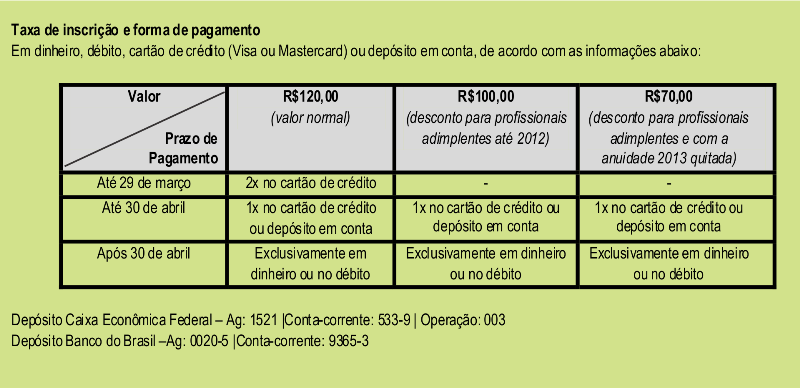 Taxa de inscrição e forma de pagamento
Em dinheiro, débito, cartão de crédito (Visa ou Mastercard) ou depósito em conta, de acordo com as informações abaixo:
Valor
Prazo de
Pagamento
R$120,00
(valor normal)
R$100,00
(desconto para profissionais
adimplentes até 2012)
R$70,00
(desconto para profissionais
adimplentes e com a
anuidade 2013 quitada)
Até 29 de março
2x no cartão de crédito
-
-
Até 30 de abril
1x no cartão de crédito
ou depósito em conta
1x no cartão de crédito ou
depósito em conta
1x no cartão de crédito ou
depósito em conta
Após 30 de abril
Exclusivamente em
dinheiro ou no débito
Exclusivamente em dinheiro
ou no débito
Exclusivamente em dinheiro
ou no débito
Depósito Caixa Econômica Federal – Ag: 1521 |Conta-corrente: 533-9 | Operação: 003
Depósito Banco do Brasil –Ag: 0020-5 |Conta-corrente: 9365-3